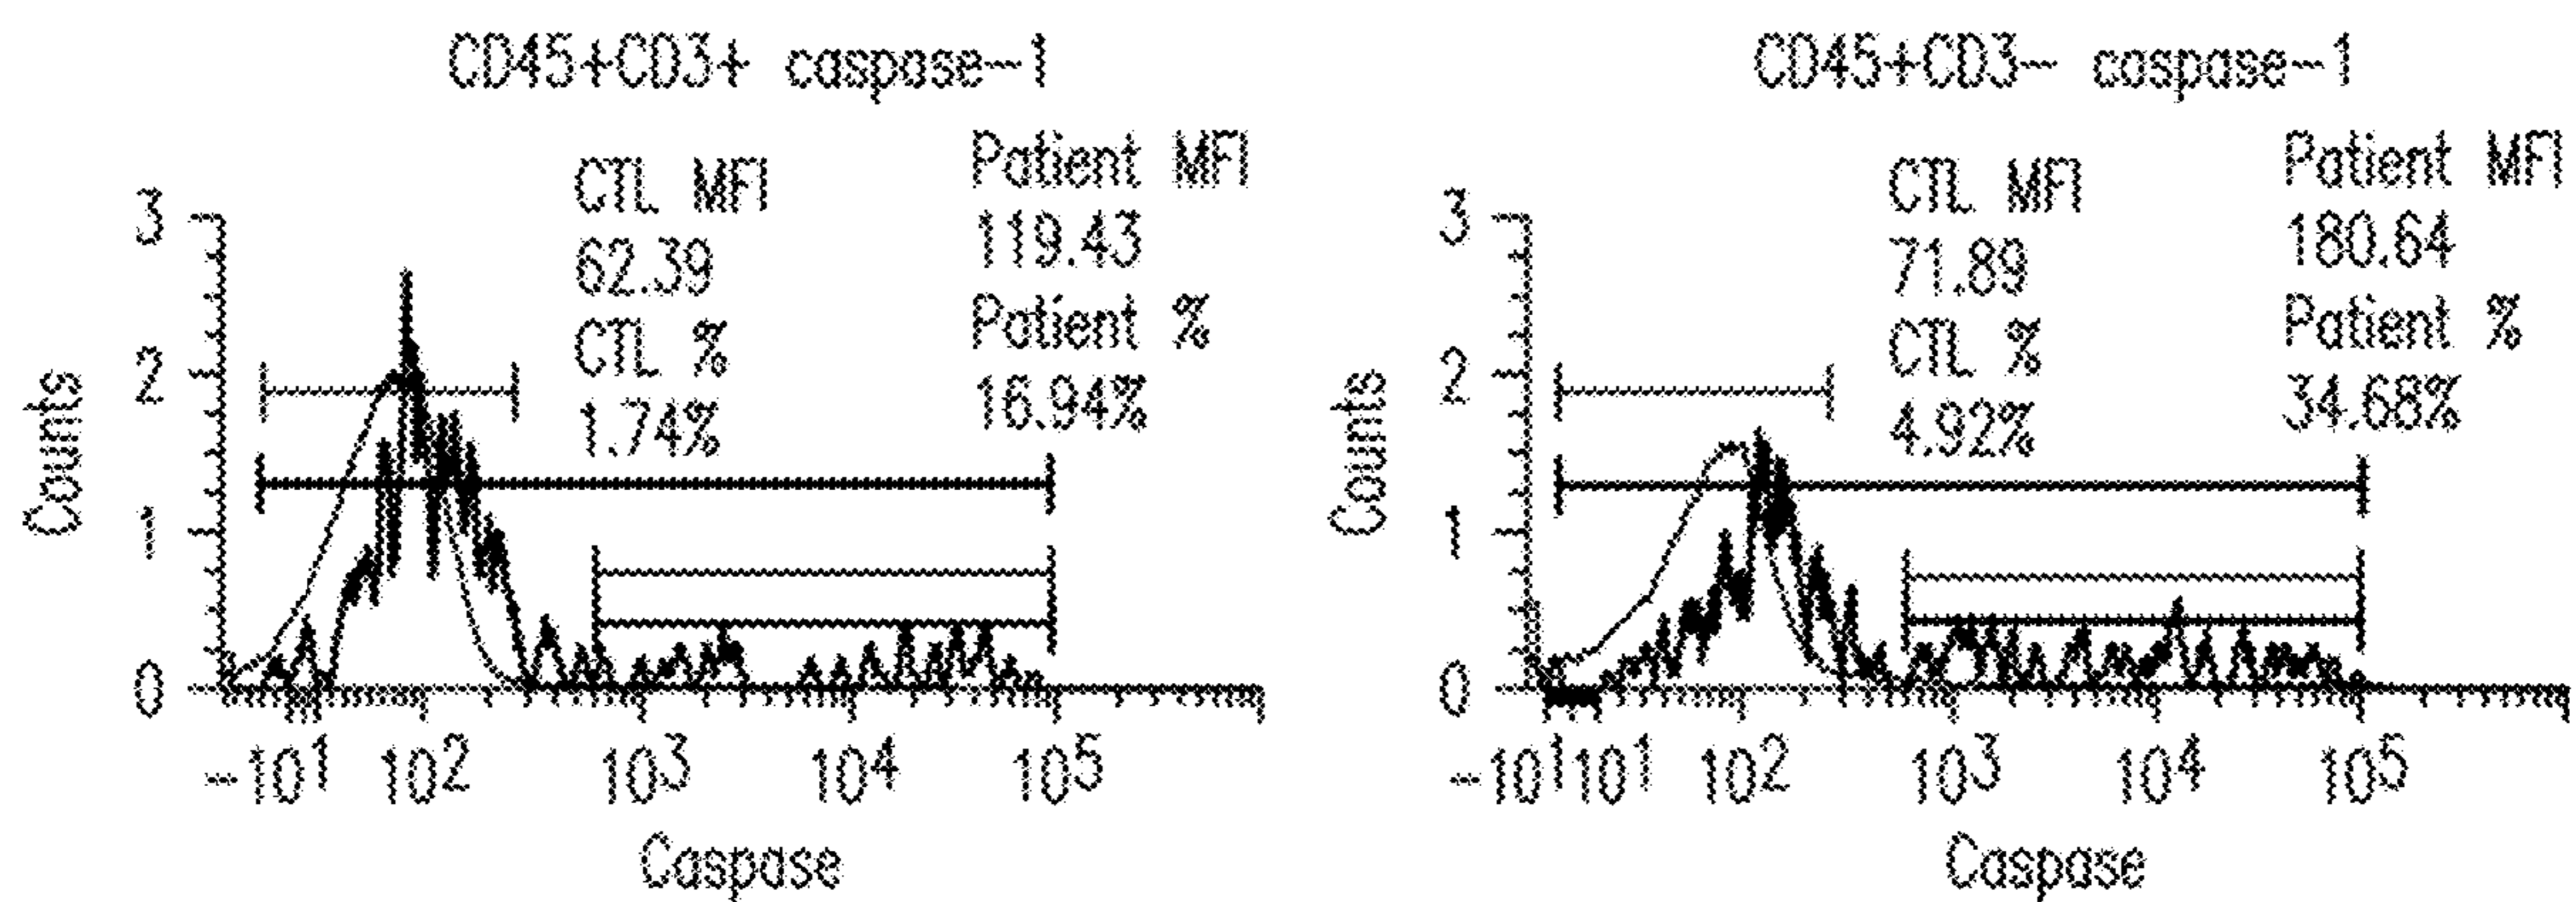 CD45+CD3+ caspase-1
CTL MFI
62.39
CTL %
1.74%
Patient MFI
119.43
Patient %
16.94%
3
2
1
0
Counts
-10¹ 10² 10³ 10⁴ 10⁵
Caspase
CD45+CD3- caspase-1
CTL MFI
71.89
CTL %
4.92%
Patient MFI
180.64
Patient %
34.68%
3
2
1
0
Counts
-10¹ 10¹ 10² 10³ 10⁴ 10⁵
Caspase